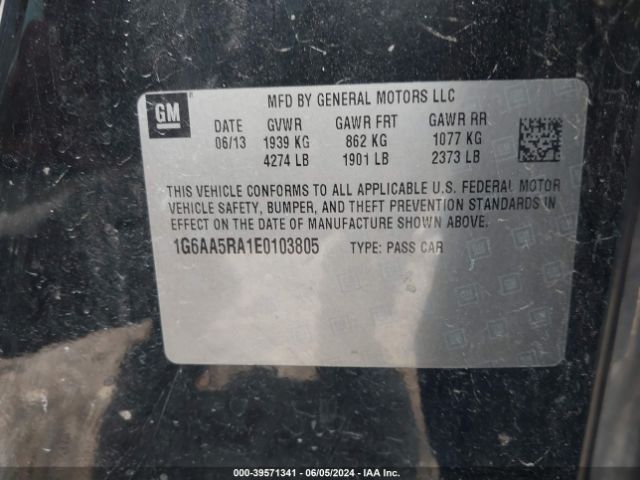 GM
MFD BY GENERAL MOTORS LLC
DATE GVWR GAWR FRT GAWR RR
06/13 1939 KG 862 KG 1077 KG
4274 LB 1901 LB 2373 LB
THIS VEHICLE CONFORMS TO ALL APPLICABLE U.S. FEDERAL MOTOR
VEHICLE SAFETY, BUMPER, AND THEFT PREVENTION STANDARDS IN
EFFECT ON THE DATE OF MANUFACTURE SHOWN ABOVE.
1G6AA5RA1E0103805 TYPE: PASS CAR
000-39571341 - 06/05/2024 - IAA Inc.